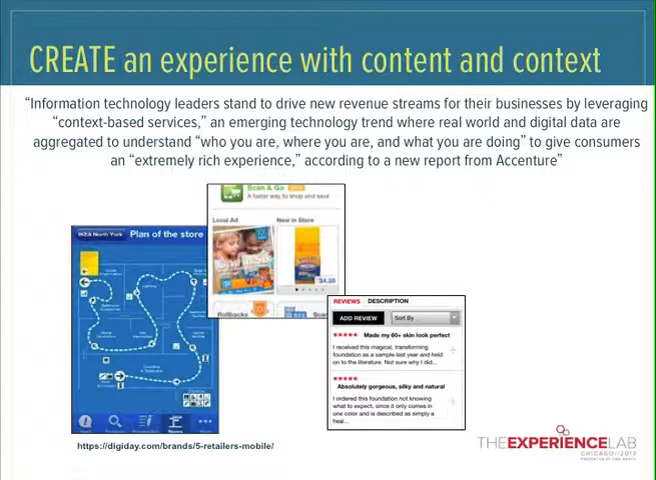 CREATE an experience with content and context
“Information technology leaders stand to drive new revenue streams for their businesses by leveraging
“context-based services,” an emerging technology trend where real world and digital data are
aggregated to understand “who you are, where you are, and what you are doing” to give consumers
an “extremely rich experience,” according to a new report from Accenture”
Scan & Go
A faster way to shop and save!
Local Ad
New in Store
Rollbacks
Scan
IKEA North York
Plan of the store
REVIEWS DESCRIPTION
ADD REVIEW
Sort By
Made my 60+ skin look perfect
I received this magical, transforming
foundation as a sample last year and held
on to the literature. Not sure why I did...
Absolutely gorgeous, silky and natural
I ordered this foundation not knowing
what to expect, since it only comes in
one color and is described as simply a
heal...
https://digiday.com/brands/5-retailers-mobile/
THEEXPERIENCELAB
CHICAGO//2013